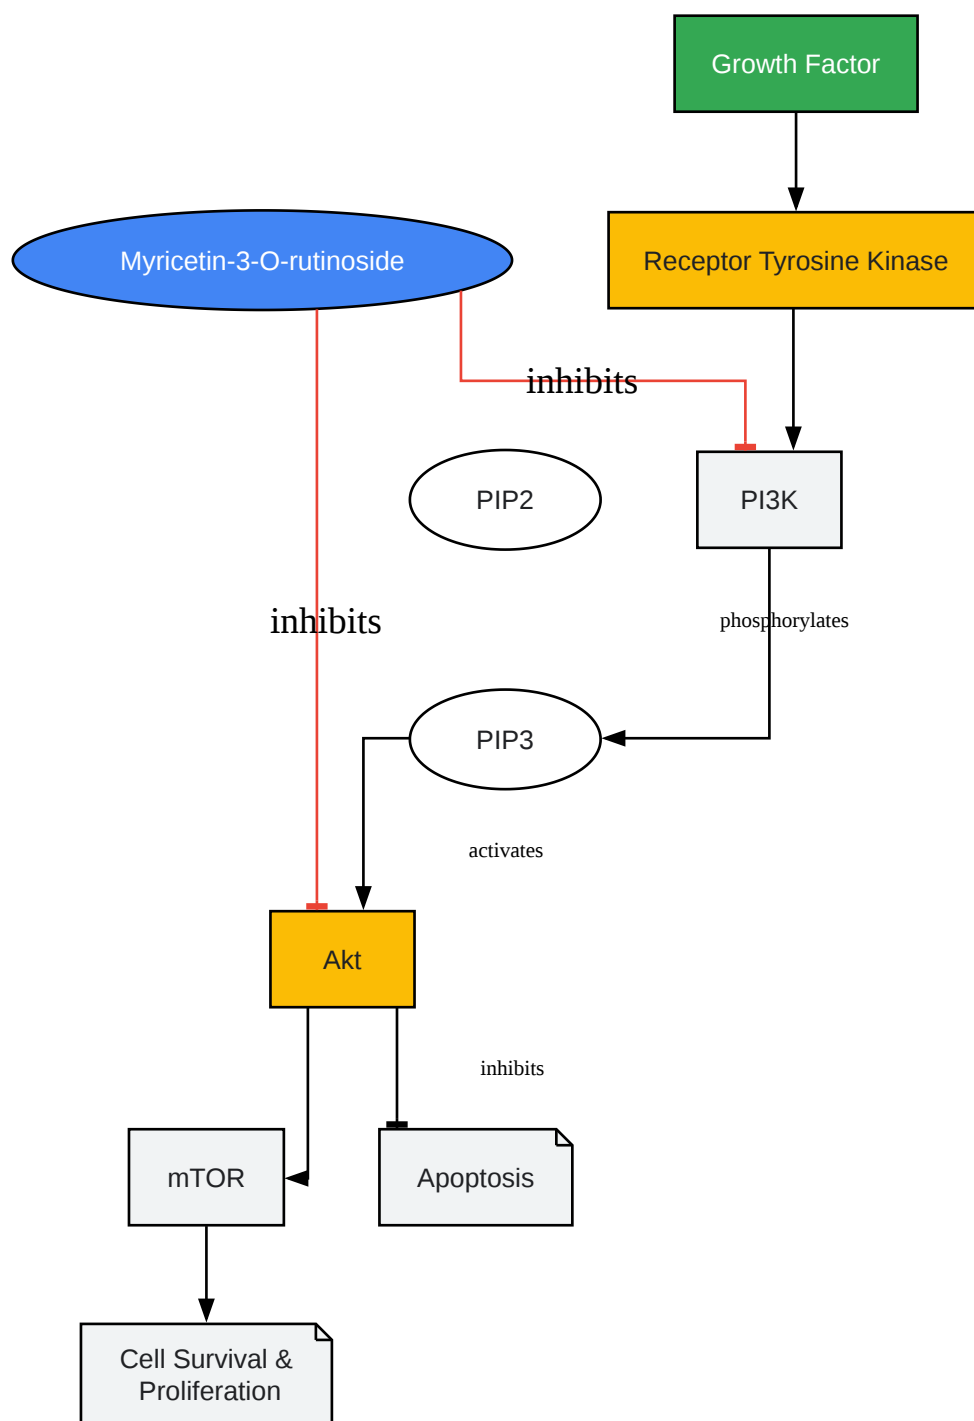 Growth Factor
Myricetin-3-O-rutinoside
Receptor Tyrosine Kinase
inhibits
PIP2
PI3K
inhibits
phosphorylates
PIP3
activates
Akt
inhibits
mTOR
Apoptosis
Cell Survival &
Proliferation